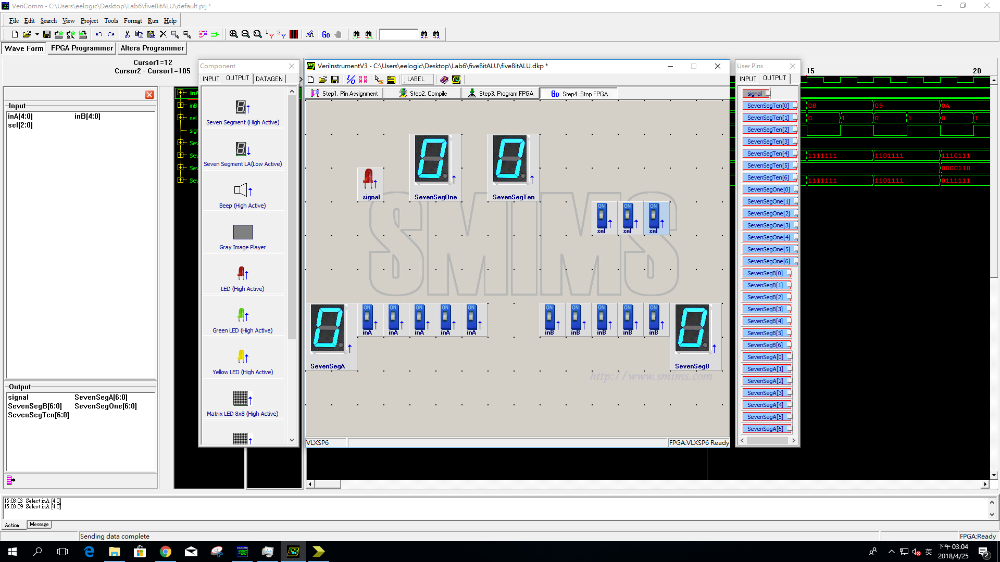 VeriComm - C:\Users\eelogic\Desktop\Lab6\fiveBitALU\default.prj *
File Edit Search View Project Tools Format Run Help
Go
Wave Form FPGA Programmer Altera Programmer
Cursor1=12
Cursor2 - Cursor1=105
Input
inA[4:0] inB[4:0]
sel[2:0]
Output
signal SevenSegA[6:0]
SevenSegB[6:0] SevenSegOne[6:0]
SevenSegTen[6:0]
inA
inB
sel
sign
Sev
Sev
Sev
Sev
Component
INPUT OUTPUT DATAGEN
Seven Segment (High Active)
Seven Segment LA(Low Active)
Beep (High Active)
Gray Image Player
LED (High Active)
Green LED (High Active)
Yellow LED (High Active)
Matrix LED 8x8 (High Active)
VeriInstrumentV3 - C:\Users\eelogic\Desktop\Lab6\fiveBitALU\fiveBitALU.dkp *
I/O LABEL
Step1. Pin Assignment Step2. Compile Step3. Program FPGA Go Step4. Stop FPGA
signal SevenSegOne SevenSegTen
ON ON ON
sel sel sel
SMIMS
ON ON ON ON ON ON ON ON ON ON
inA inA inA inA inA inB inB inB inB inB
SevenSegA SevenSegB
http://www.smims.com
VLXSP6 FPGA:VLXSP6 Ready
User Pins
INPUT OUTPUT
signal
SevenSegTen[0]
SevenSegTen[1]
SevenSegTen[2]
SevenSegTen[3]
SevenSegTen[4]
SevenSegTen[5]
SevenSegTen[6]
SevenSegOne[0]
SevenSegOne[1]
SevenSegOne[2]
SevenSegOne[3]
SevenSegOne[4]
SevenSegOne[5]
SevenSegOne[6]
SevenSegB[0]
SevenSegB[1]
SevenSegB[2]
SevenSegB[3]
SevenSegB[4]
SevenSegB[5]
SevenSegB[6]
SevenSegA[0]
SevenSegA[1]
SevenSegA[2]
SevenSegA[3]
SevenSegA[4]
SevenSegA[5]
SevenSegA[6]
15 20
08 09 0A
0 1 0 1 0 1
1111111 1101111 1110111
0000110
1111111 1101111 0111111
15:03:03 Select inA [4:0]
15:03:09 Select inA [4:0]
Action Message
Sending data complete FPGA:Ready
英 下午 03:04
2018/4/25 2